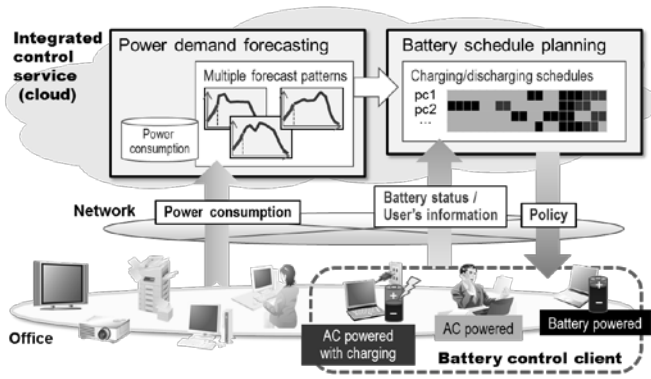 Integrated
control
service
(cloud)
Power demand forecasting
Multiple forecast patterns
Power
consumption
Battery schedule planning
Charging/discharging schedules
pc1
pc2
...
Network
Power consumption
Battery status /
User's information
Policy
Office
AC powered
with charging
AC powered
Battery powered
Battery control client